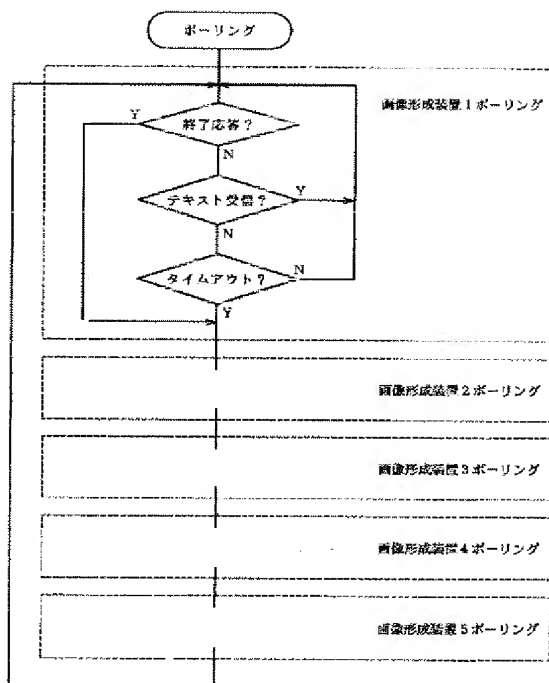 ポーリング
画像形成装置1ポーリング
Y
終了応答?
N
テキスト受信?
Y
N
タイムアウト?
N
Y
画像形成装置2ポーリング
画像形成装置3ポーリング
画像形成装置4ポーリング
画像形成装置5ポーリング